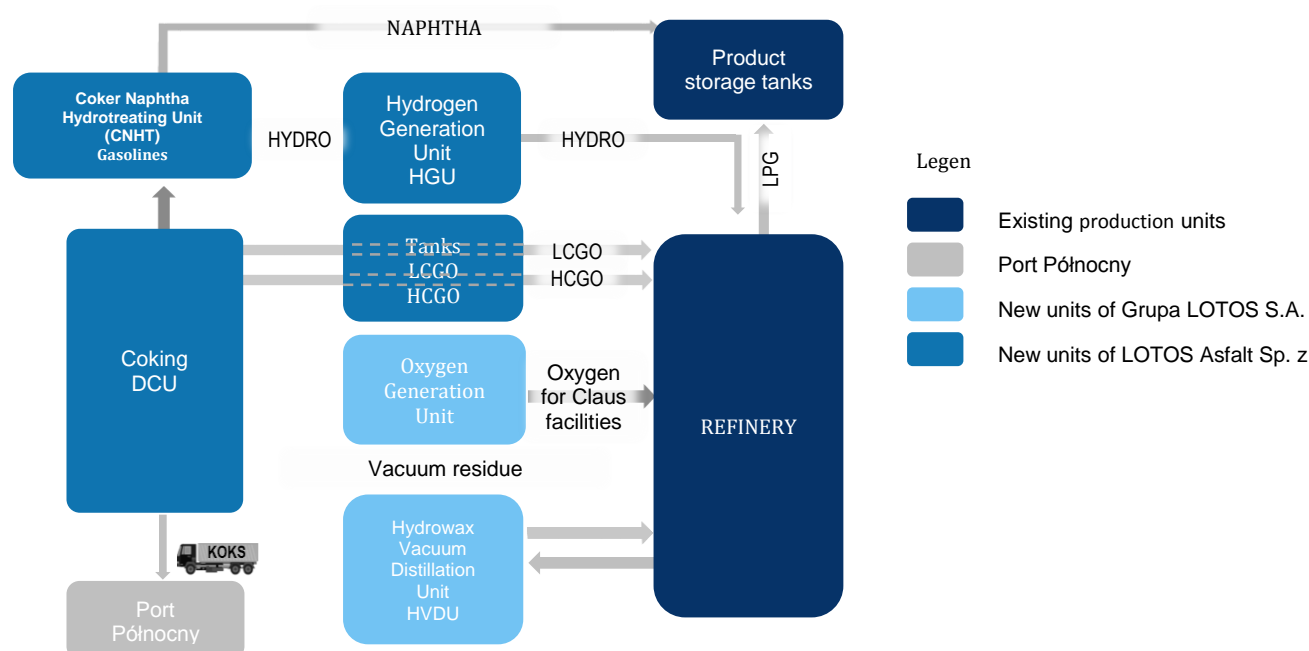 NAPHTHA
Product
storage tanks
Coker Naphtha
Hydrotreating Unit
(CNHT)
Gasolines
HYDRO
Hydrogen
Generation
Unit
HGU
HYDRO
LPG
Legen
Existing production units
Port Północny
New units of Grupa LOTOS S.A.
New units of LOTOS Asfalt Sp. z
Tanks
LCGO
HCGO
LCGO
HCGO
Coking
DCU
Oxygen
Generation
Unit
Oxygen
for Claus
facilities
REFINERY
Vacuum residue
Hydrowax
Vacuum
Distillation
Unit
HVDU
KOKS
Port
Północny